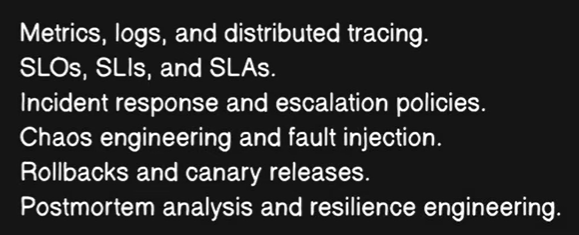 Metrics, logs, and distributed tracing.
SLOs, SLIs, and SLAs.
Incident response and escalation policies.
Chaos engineering and fault injection.
Rollbacks and canary releases.
Postmortem analysis and resilience engineering.